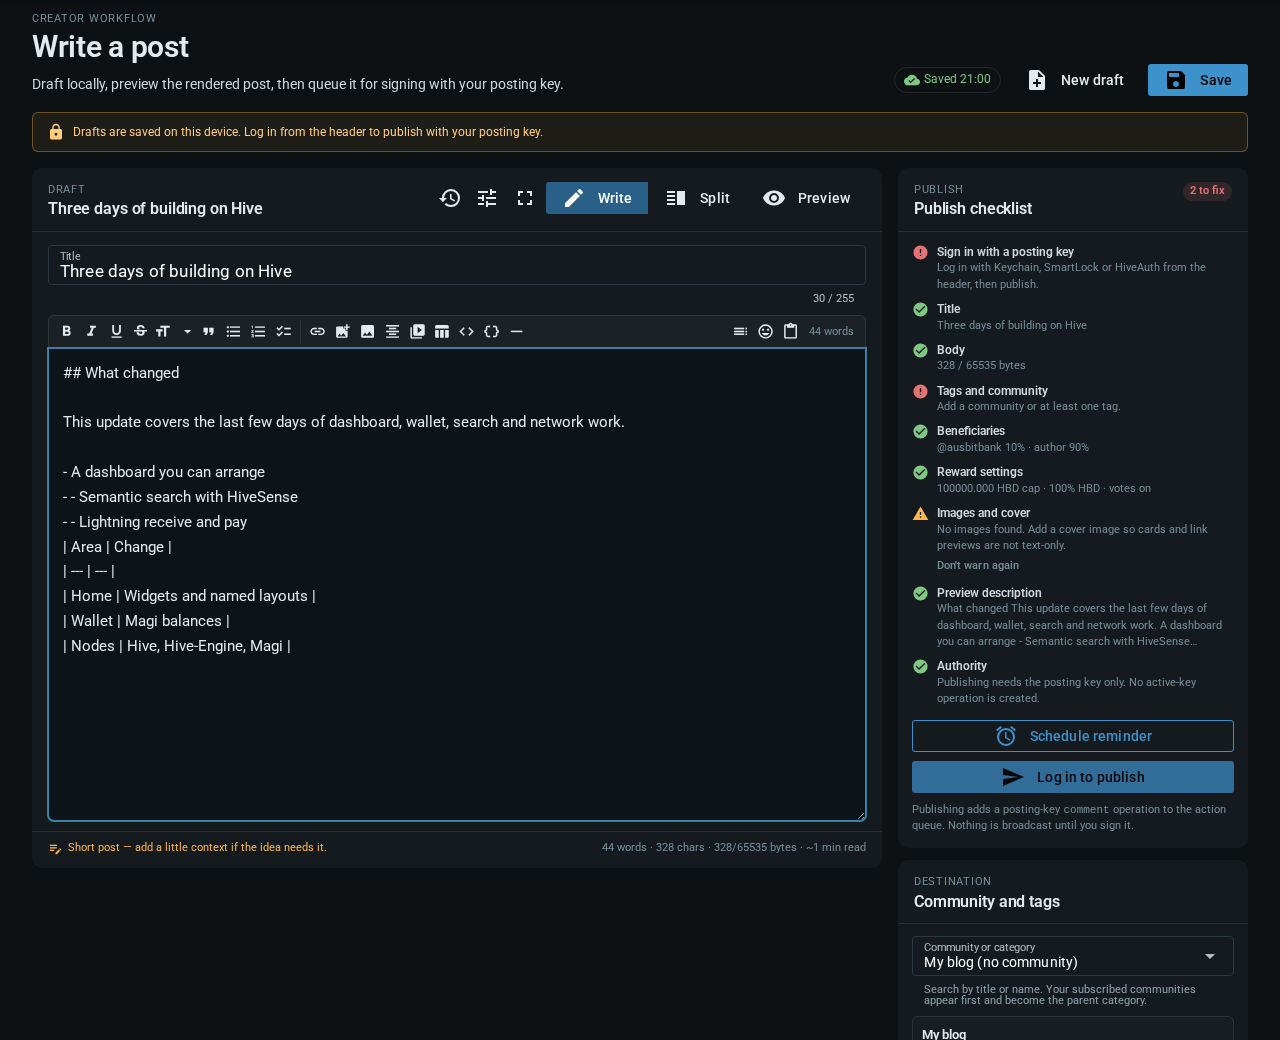 CREATOR WORKFLOW
Write a post
Draft locally, preview the rendered post, then queue it for signing with your posting key.
Saved 21:00
New draft
Save
Drafts are saved on this device. Log in from the header to publish with your posting key.
DRAFT
Three days of building on Hive
Write
Split
Preview
Title
Three days of building on Hive
30 / 255
44 words
## What changed
This update covers the last few days of dashboard, wallet, search and network work.
- A dashboard you can arrange
- - Semantic search with HiveSense
- - Lightning receive and pay
| Area | Change |
| --- | --- |
| Home | Widgets and named layouts |
| Wallet | Magi balances |
| Nodes | Hive, Hive-Engine, Magi |
Short post — add a little context if the idea needs it.
44 words · 328 chars · 328/65535 bytes · ~1 min read
PUBLISH
Publish checklist
2 to fix
Sign in with a posting key
Log in with Keychain, SmartLock or HiveAuth from the
header, then publish.
Title
Three days of building on Hive
Body
328 / 65535 bytes
Tags and community
Add a community or at least one tag.
Beneficiaries
@ausbitbank 10% · author 90%
Reward settings
100000.000 HBD cap · 100% HBD · votes on
Images and cover
No images found. Add a cover image so cards and link
previews are not text-only.
Don't warn again
Preview description
What changed This update covers the last few days of
dashboard, wallet, search and network work. A dashboard
you can arrange - Semantic search with HiveSense…
Authority
Publishing needs the posting key only. No active-key
operation is created.
Schedule reminder
Log in to publish
Publishing adds a posting-key comment operation to the action
queue. Nothing is broadcast until you sign it.
DESTINATION
Community and tags
Community or category
My blog (no community)
Search by title or name. Your subscribed communities
appear first and become the parent category.
My blog